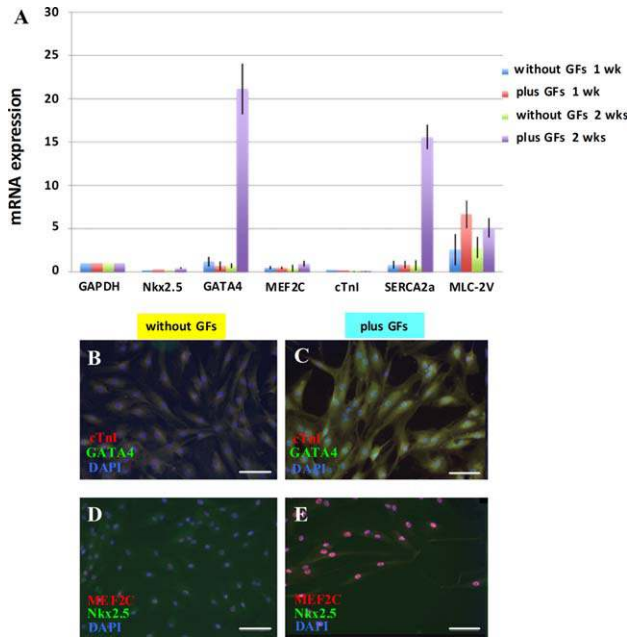 A
30
25
20
15
10
5
0
mRNA expression
without GFs 1 wk
plus GFs 1 wk
without GFs 2 wks
plus GFs 2 wks
GAPDH Nkx2.5 GATA4 MEF2C cTnI SERCA2a MLC-2V
without GFs plus GFs
B
cTnI
GATA4
DAPI
C
cTnI
GATA4
DAPI
D
MEF2C
Nkx2.5
DAPI
E
MEF2C
Nkx2.5
DAPI